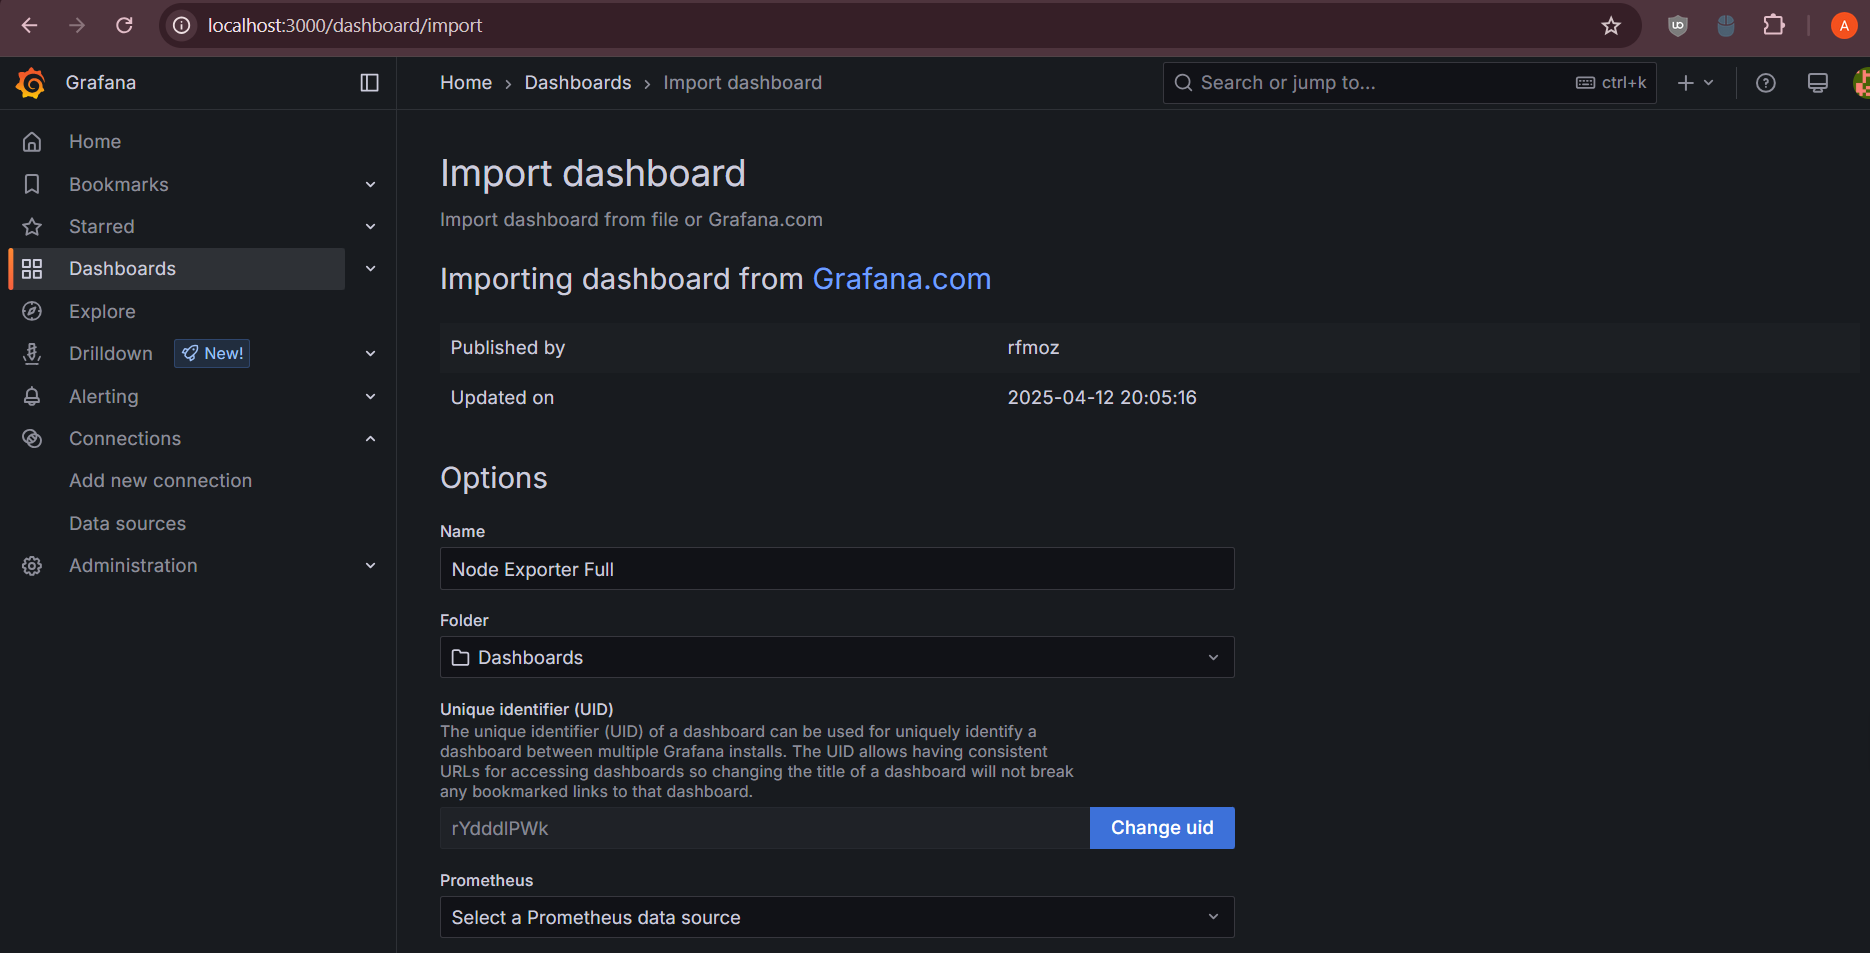 localhost:3000/dashboard/import
A
Grafana
Home › Dashboards › Import dashboard
Search or jump to...
ctrl+k
Home
Bookmarks
Starred
Dashboards
Explore
Drilldown
New!
Alerting
Connections
Add new connection
Data sources
Administration
Import dashboard
Import dashboard from file or Grafana.com
Importing dashboard from Grafana.com
Published by
rfmoz
Updated on
2025-04-12 20:05:16
Options
Name
Node Exporter Full
Folder
Dashboards
Unique identifier (UID)
The unique identifier (UID) of a dashboard can be used for uniquely identify a
dashboard between multiple Grafana installs. The UID allows having consistent
URLs for accessing dashboards so changing the title of a dashboard will not break
any bookmarked links to that dashboard.
rYdddlPWk
Change uid
Prometheus
Select a Prometheus data source